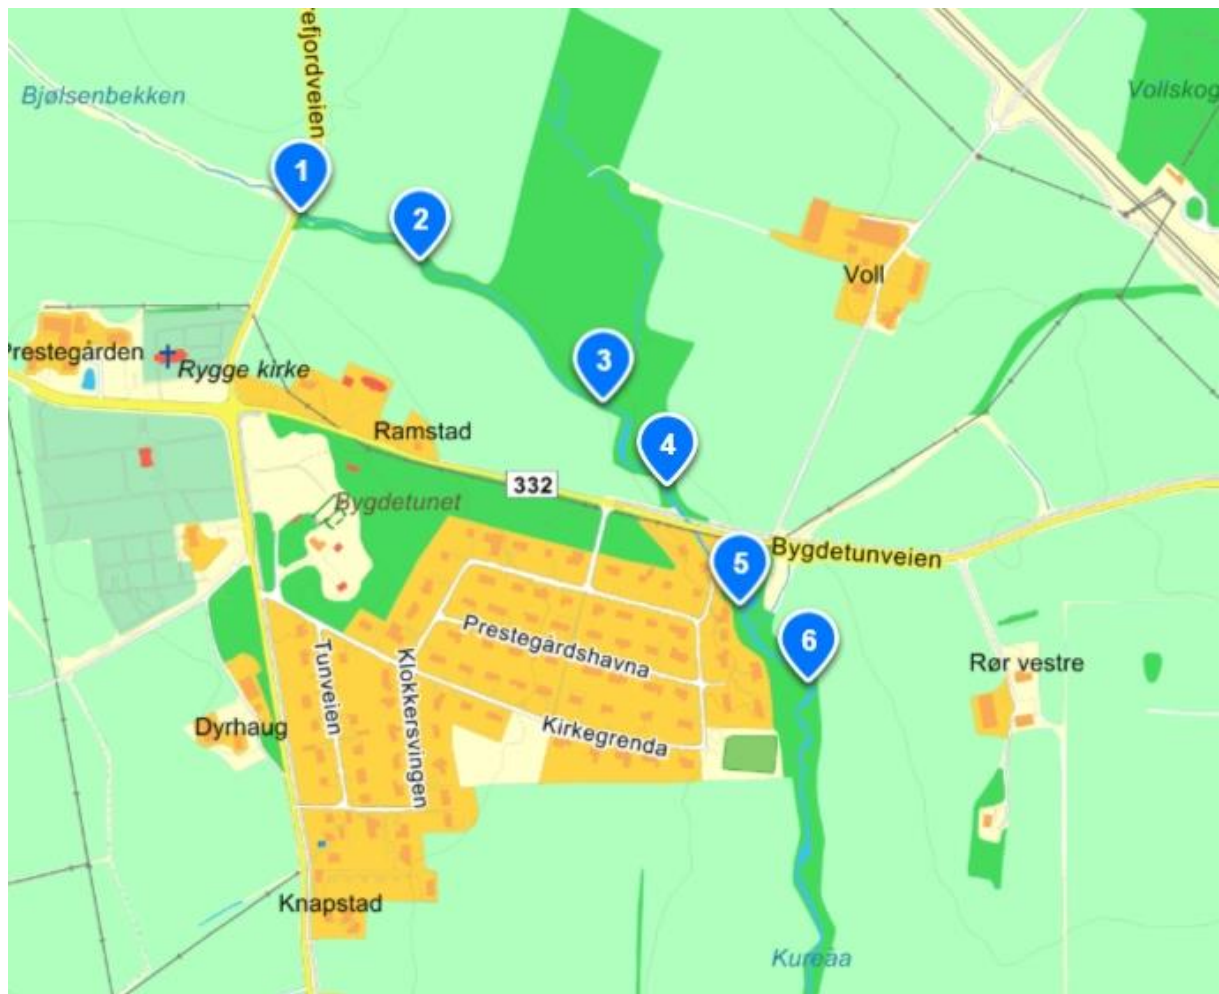 efjordveien
Bjølsenbekken
Vollskog
1
2
Voll
Prestegården
Rygge kirke
3
Ramstad
4
332
Bygdetunet
Bygdetunveien
5
6
Prestegårdshavna
Rør vestre
Tunveien
Klokkersvingen
Dyrhaug
Kirkegrenda
Knapstad
Kureåa